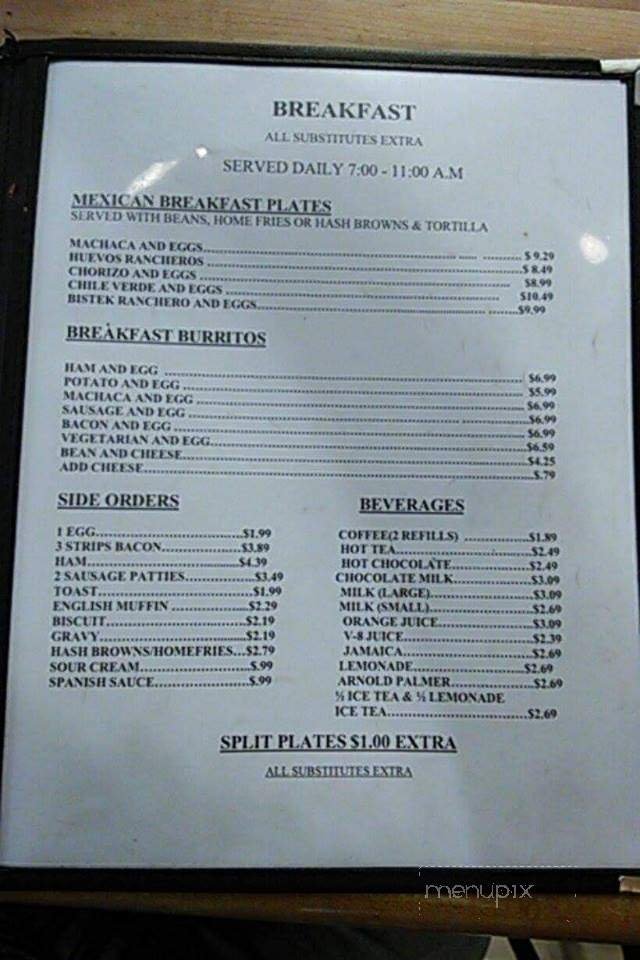 BREAKFAST
ALL SUBSTITUTES EXTRA
SERVED DAILY 7:00 - 11:00 A.M
MEXICAN BREAKFAST PLATES
SERVED WITH BEANS, HOME FRIES OR HASH BROWNS & TORTILLA
MACHACA AND EGGS $9.29
HUEVOS RANCHEROS $8.49
CHORIZO AND EGGS $8.99
CHILE VERDE AND EGGS $10.49
BISTEK RANCHERO AND EGGS $9.99
BREAKFAST BURRITOS
HAM AND EGG $6.99
POTATO AND EGG $5.99
MACHACA AND EGG $6.99
SAUSAGE AND EGG $6.99
BACON AND EGG $6.99
VEGETARIAN AND EGG $6.59
BEAN AND CHEESE $4.25
ADD CHEESE $.79
SIDE ORDERS
1 EGG $1.99
3 STRIPS BACON $3.89
HAM $4.39
2 SAUSAGE PATTIES $3.49
TOAST $1.99
ENGLISH MUFFIN $2.29
BISCUIT $2.19
GRAVY $2.19
HASH BROWNS/HOMEFRIES $2.79
SOUR CREAM $.99
SPANISH SAUCE $.99
BEVERAGES
COFFEE(2 REFILLS) $1.89
HOT TEA $2.49
HOT CHOCOLATE $2.49
CHOCOLATE MILK $3.09
MILK (LARGE) $3.09
MILK (SMALL) $2.69
ORANGE JUICE $3.09
V-8 JUICE $2.39
JAMAICA $2.69
LEMONADE $2.69
ARNOLD PALMER $2.69
½ ICE TEA & ½ LEMONADE
ICE TEA $2.69
SPLIT PLATES $1.00 EXTRA
ALL SUBSTITUTES EXTRA
menupix